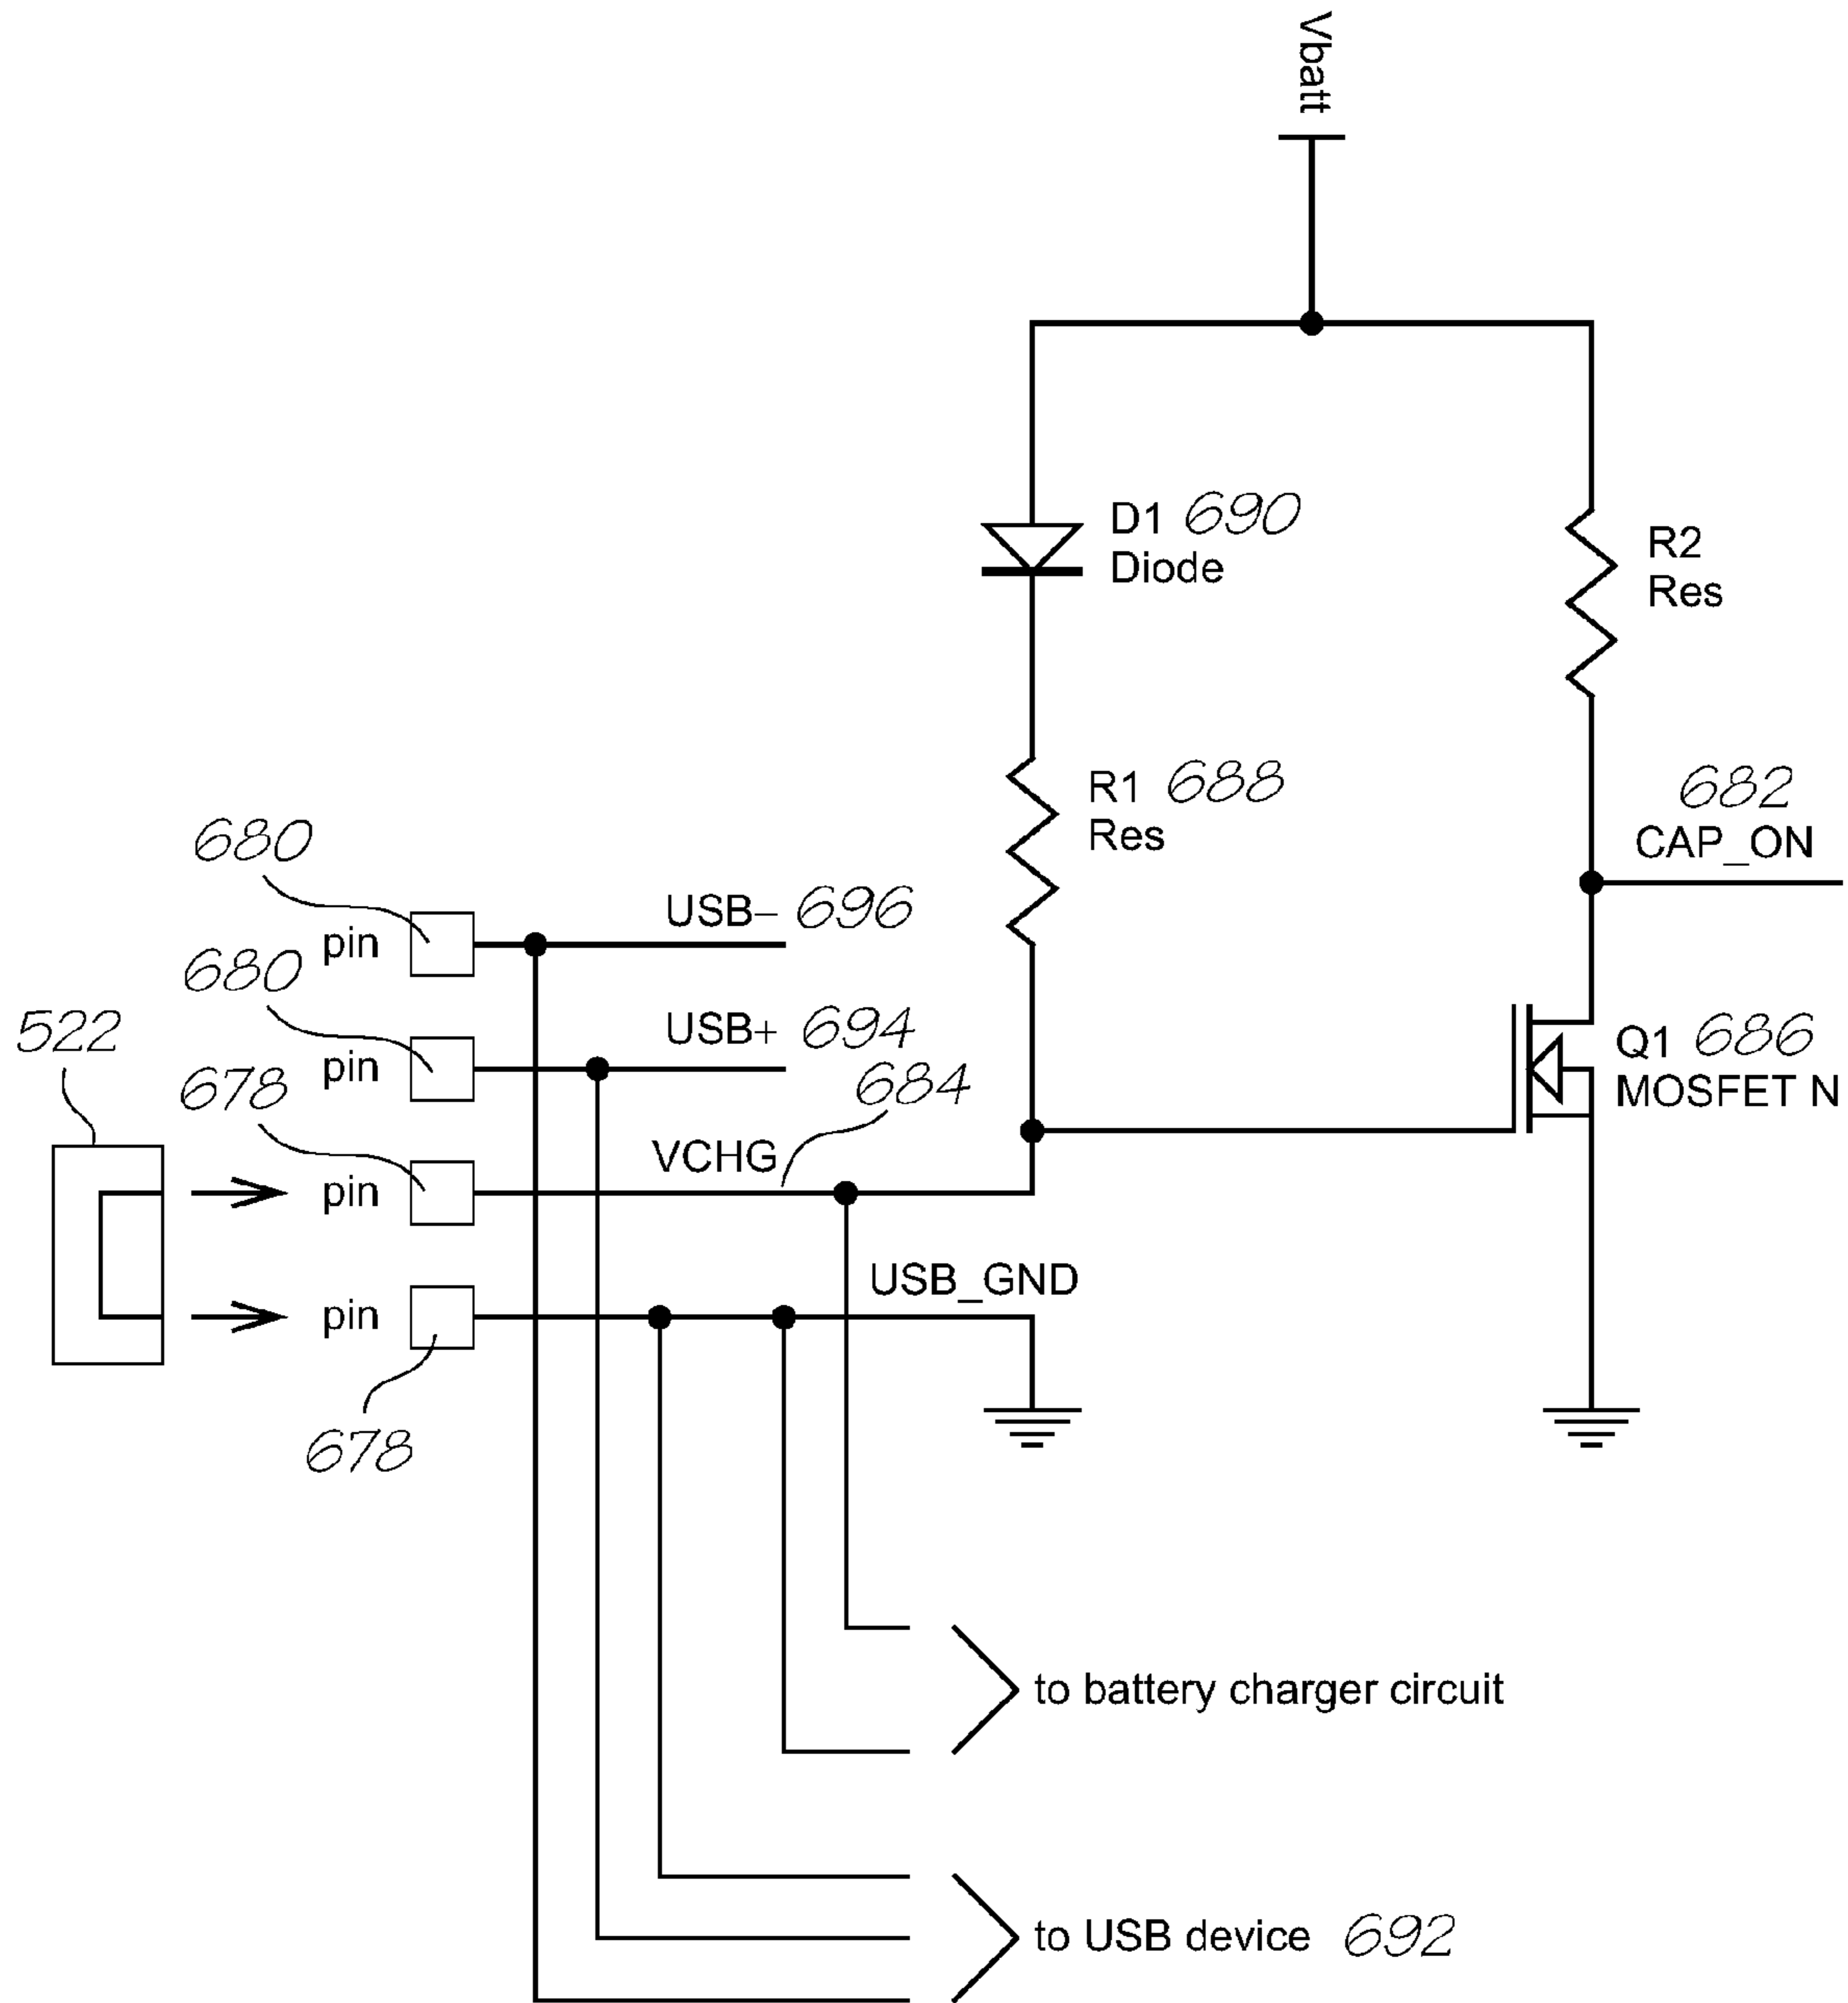 Vbatt
D1 690
Diode
R2
Res
R1 688
Res
682
CAP_ON
680
USB– 696
pin
680
522
USB+ 694
pin
Q1 686
MOSFET N
678
684
VCHG
pin
USB_GND
pin
678
to battery charger circuit
to USB device 692